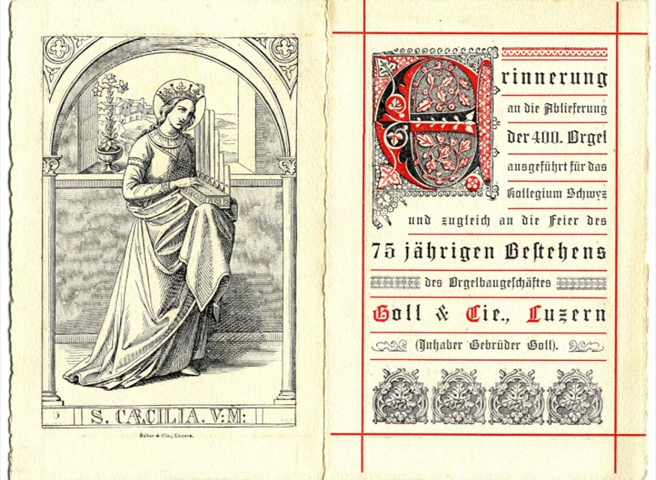 S. CÆCILIA. V: M:
Räber & Cie., Luzern.
Erinnerung
an die Ablieferung
der 400. Orgel
ausgeführt für das
Kollegium Schwyz
und zugleich an die Feier des
75 jährigen Bestehens
des Orgelbaugeschäftes
Goll & Cie., Luzern
(Inhaber Gebrüder Goll).